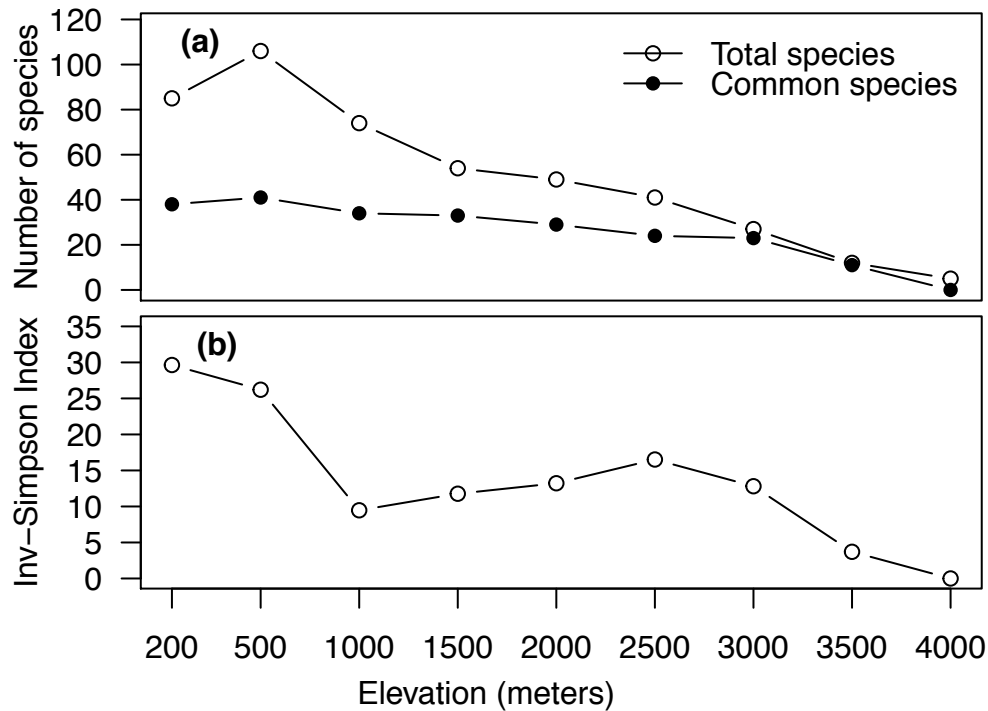 (a)
Total species
Common species
Number of species
120
100
80
60
40
20
0
(b)
Inv−Simpson Index
35
30
25
20
15
10
5
0
200 500 1000 1500 2000 2500 3000 3500 4000
Elevation (meters)